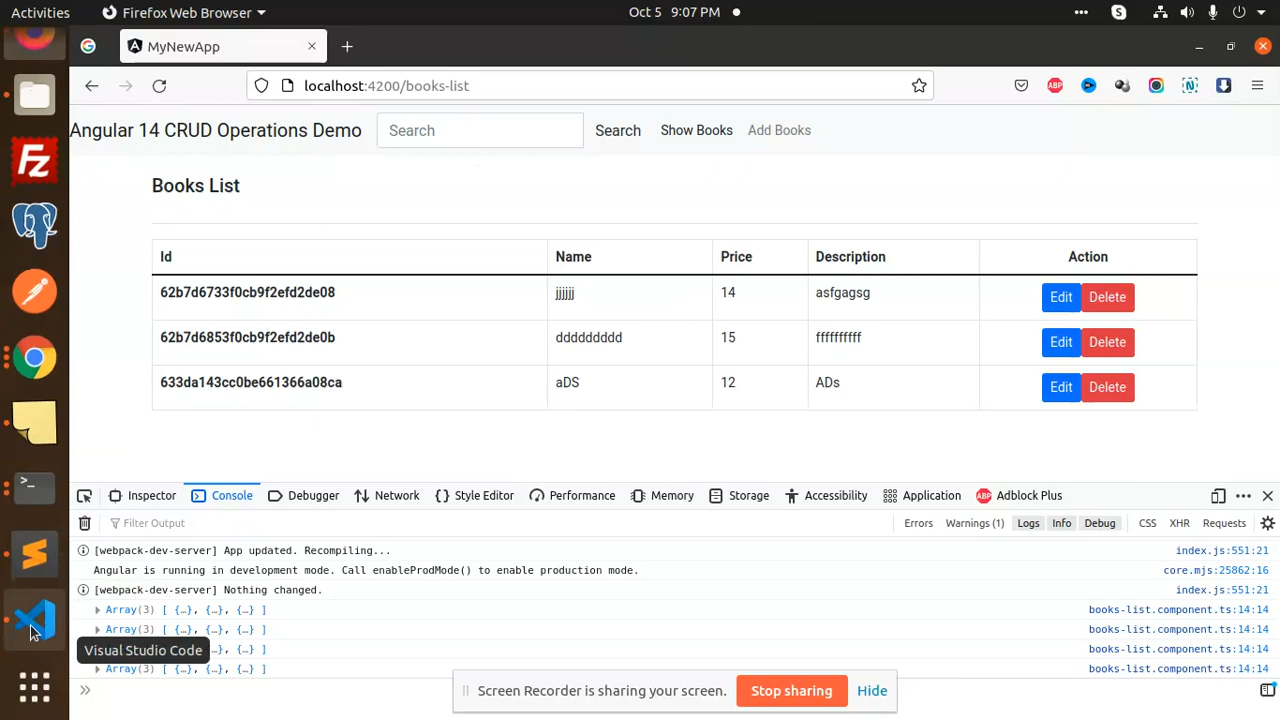 Activities Firefox Web Browser Oct 5 9:07 PM
MyNewApp
localhost:4200/books-list
Angular 14 CRUD Operations Demo Search Search Show Books Add Books
Books List
Id Name Price Description Action
62b7d6733f0cb9f2efd2de08 jjjjjj 14 asfgagsg Edit Delete
62b7d6853f0cb9f2efd2de0b ddddddddd 15 ffffffffff Edit Delete
633da143cc0be661366a08ca aDS 12 ADs Edit Delete
Inspector Console Debugger Network Style Editor Performance Memory Storage Accessibility Application Adblock Plus
Filter Output Errors Warnings (1) Logs Info Debug CSS XHR Requests
[webpack-dev-server] App updated. Recompiling... index.js:551:21
Angular is running in development mode. Call enableProdMode() to enable production mode. core.mjs:25862:16
[webpack-dev-server] Nothing changed. index.js:551:21
Array(3) [ {…}, {…}, {…} ] books-list.component.ts:14:14
Array(3) [ {…}, {…}, {…} ] books-list.component.ts:14:14
Visual Studio Code {…}, {…} ] books-list.component.ts:14:14
Array(3) [ {…}, {…}, {…} ] books-list.component.ts:14:14
Screen Recorder is sharing your screen. Stop sharing Hide